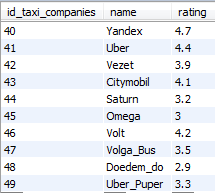 id_taxi_companies name rating
40 Yandex 4.7
41 Uber 4.4
42 Vezet 3.9
43 Citymobil 4.1
44 Saturn 3.2
45 Omega 3
46 Volt 4.2
47 Volga_Bus 3.5
48 Doedem_do 2.9
49 Uber_Puper 3.3